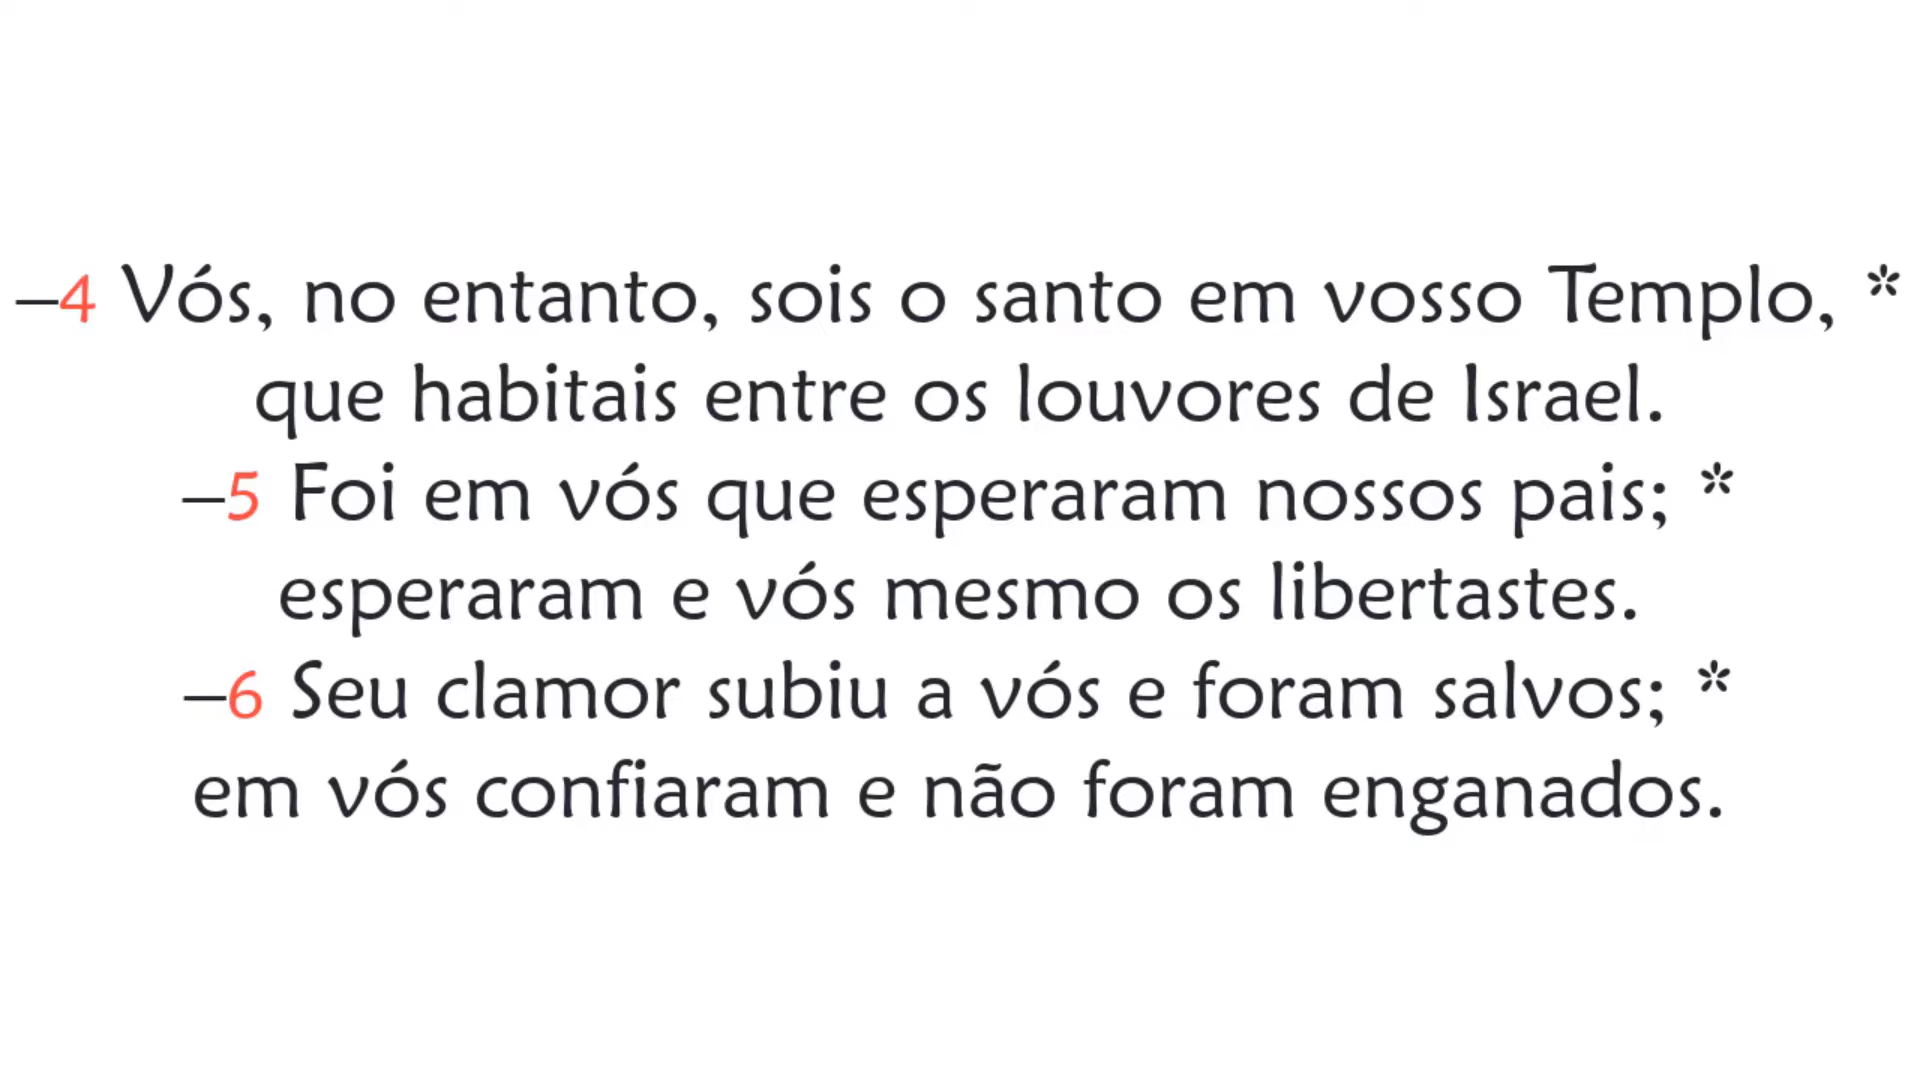 –4 Vós, no entanto, sois o santo em vosso Templo, *
que habitais entre os louvores de Israel.
–5 Foi em vós que esperaram nossos pais; *
esperaram e vós mesmo os libertastes.
–6 Seu clamor subiu a vós e foram salvos; *
em vós confiaram e não foram enganados.